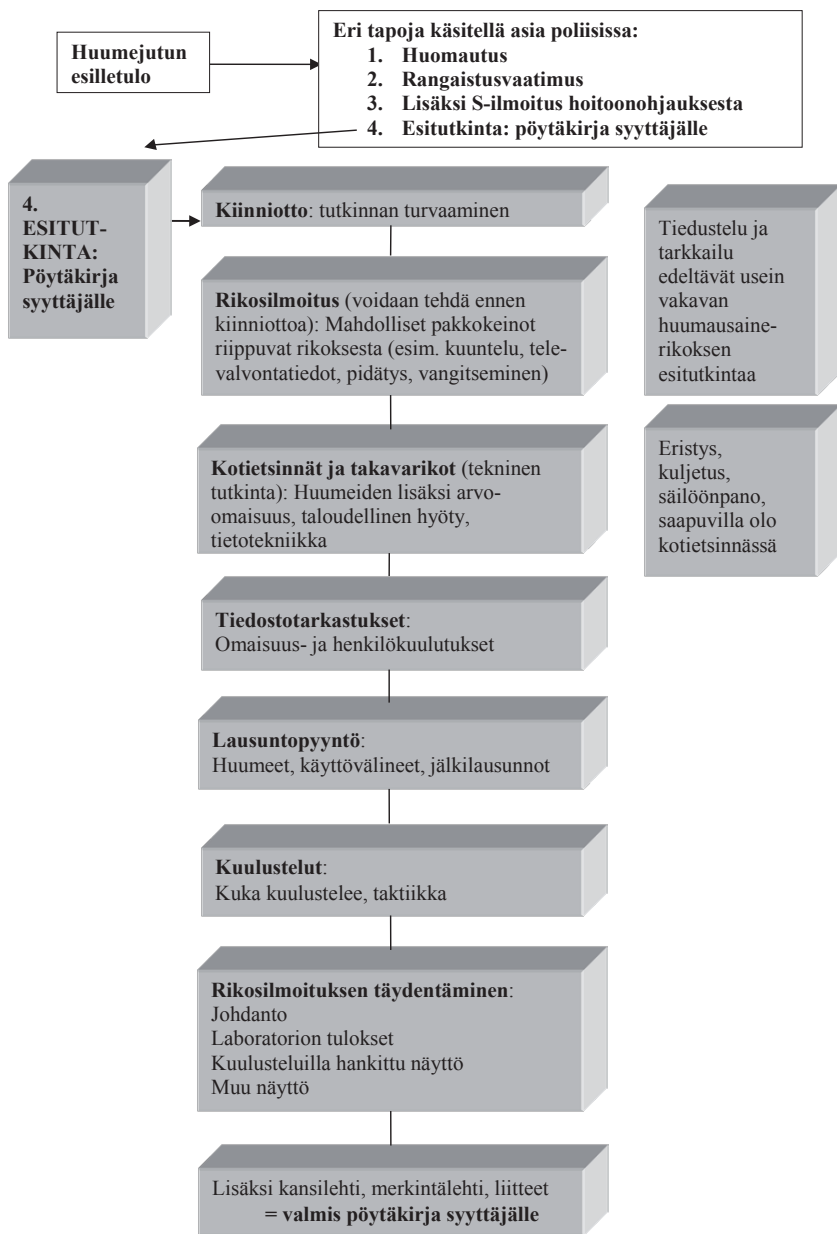 Huumejutun
esilletulo
Eri tapoja käsitellä asia poliisissa:
1. Huomautus
2. Rangaistusvaatimus
3. Lisäksi S-ilmoitus hoitoonohjauksesta
4. Esitutkinta: pöytäkirja syyttäjälle
4.
ESITUT-
KINTA:
Pöytäkirja
syyttäjälle
Kiinniotto: tutkinnan turvaaminen
Tiedustelu ja
tarkkailu
edeltävät usein
vakavan
huumausaine-
rikoksen
esitutkintaa
Rikosilmoitus (voidaan tehdä ennen
kiinniottoa): Mahdolliset pakkokeinot
riippuvat rikoksesta (esim. kuuntelu, tele-
valvontatiedot, pidätys, vangitseminen)
Eristys,
kuljetus,
säilöönpano,
saapuvilla olo
kotietsinnässä
Kotietsinnät ja takavarikot (tekninen
tutkinta): Huumeiden lisäksi arvo-
omaisuus, taloudellinen hyöty,
tietotekniikka
Tiedostotarkastukset:
Omaisuus- ja henkilökuulutukset
Lausuntopyyntö:
Huumeet, käyttövälineet, jälkilausunnot
Kuulustelut:
Kuka kuulustelee, taktiikka
Rikosilmoituksen täydentäminen:
Johdanto
Laboratorion tulokset
Kuulusteluilla hankittu näyttö
Muu näyttö
Lisäksi kansilehti, merkintälehti, liitteet
= valmis pöytäkirja syyttäjälle